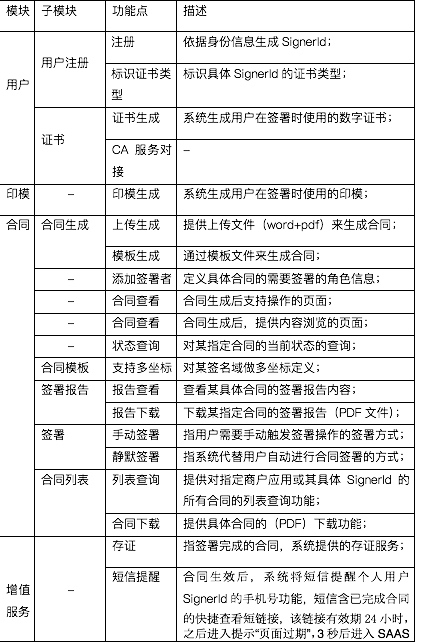 模块 子模块 功能点 描述
用户 用户注册 注册 依据身份信息生成 SignerId；
标识证书类
型
标识具体 SignerId 的证书类型；
证书 证书生成 系统生成用户在签署时使用的数字证书；
CA 服务对
接
–
印模 – 印模生成 系统生成用户在签署时使用的印模；
合同 合同生成 上传生成 提供上传文件（word+pdf）来生成合同；
模板生成 通过模板文件来生成合同；
– 添加签署者 定义具体合同的需要签署的角色信息；
– 合同查看 合同生成后支持操作的页面；
– 合同查看 合同生成后，提供内容浏览的页面；
– 状态查询 对某指定合同的当前状态的查询；
合同模板 支持多坐标 对某签名域做多坐标定义；
签署报告 报告查看 查看某具体合同的签署报告内容；
报告下载 下载某指定合同的签署报告（PDF 文件）；
签署 手动签署 指用户需要手动触发签署操作的签署方式；
静默签署 指系统代替用户自动进行合同签署的方式；
合同列表 列表查询 提供对指定商户应用或某具体 SignerId 的
所有合同的列表查询功能；
合同下载 提供具体合同的（PDF）下载功能；
增值
服务
– 存证 指签署完成的合同，系统提供的存证服务；
短信提醒 合同生效后，系统将短信提醒个人用户
SignerId 的手机号功能，短信含已完成合同
的快捷查看短链接，该链接有效期 24 小时，
之后进入提示“页面过期”，3 秒后进入 SAAS